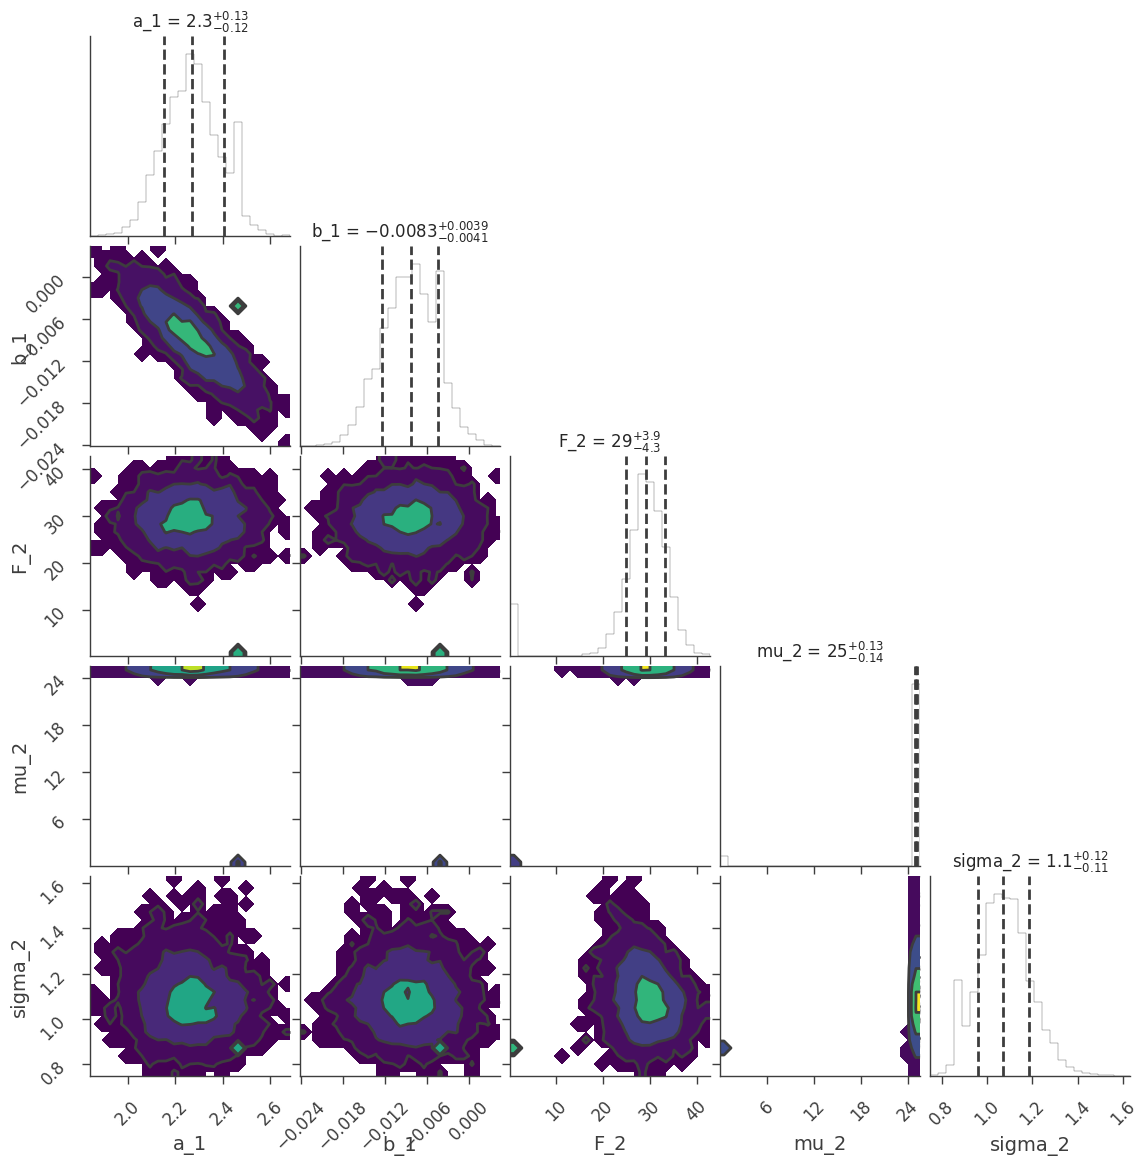 a_1 = 2.3+0.13 −0.12
b_1 = −0.0083+0.0039 −0.0041
0.000
−0.006
−0.012
−0.018
−0.024
b_1
F_2 = 29+3.9 −4.3
40
30
20
10
F_2
mu_2 = 25+0.13 −0.14
24
18
12
6
mu_2
sigma_2 = 1.1+0.12 −0.11
1.6
1.4
1.2
1.0
0.8
sigma_2
2.0 2.2 2.4 2.6
−0.024 −0.018 −0.012 −0.006 0.000
10 20 30 40
6 12 18 24
0.8 1.0 1.2 1.4 1.6
a_1 b_1 F_2 mu_2 sigma_2